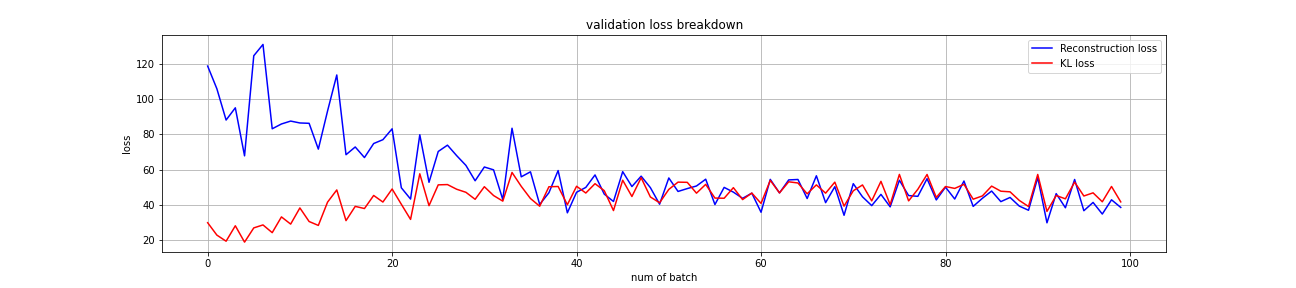 validation loss breakdown
Reconstruction loss
KL loss
120
100
80
60
40
20
loss
0
20
40
60
80
100
num of batch